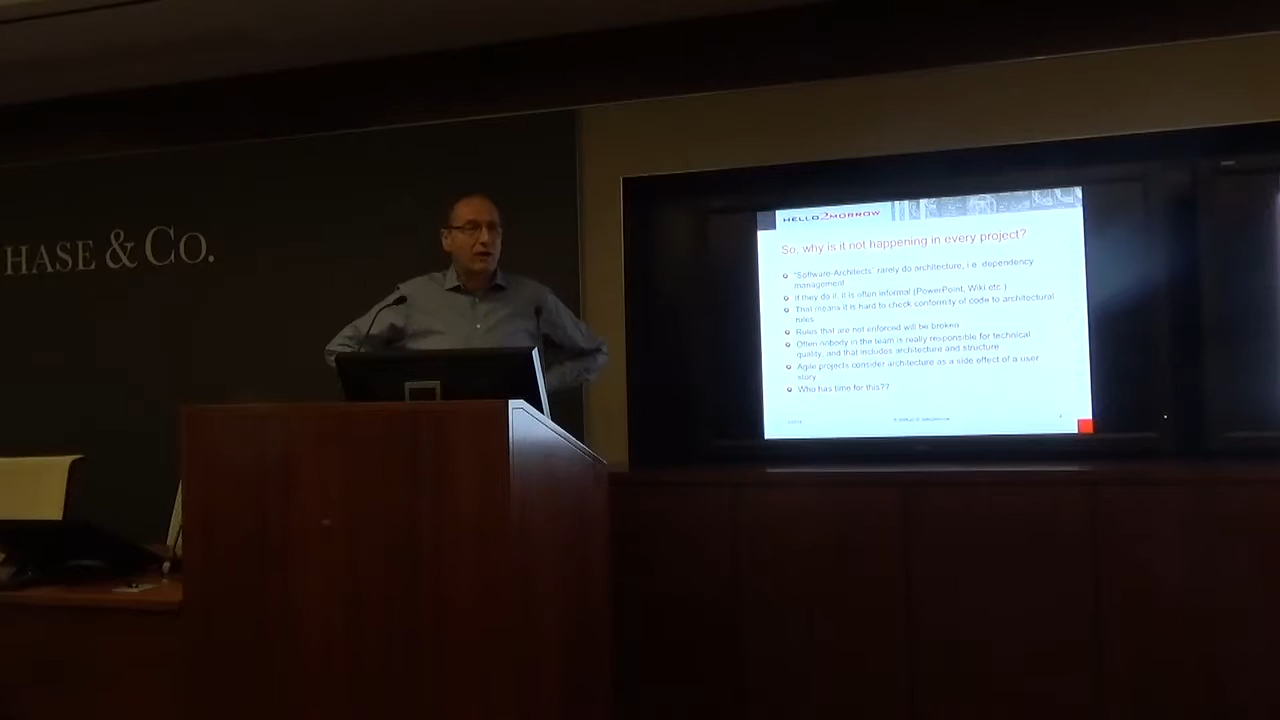 HASE & CO.
HELLO2MORROW
So, why is it not happening in every project?
"Software-Architects" rarely do architecture, i.e. dependency
management
If they do it, it is often informal (PowerPoint, Wiki etc.)
That means it is hard to check conformity of code to architectural
rules
Rules that are not enforced will be broken
Often nobody in the team is really responsible for technical
quality, and that includes architecture and structure
Agile projects consider architecture as a side effect of a user
story
Who has time for this??